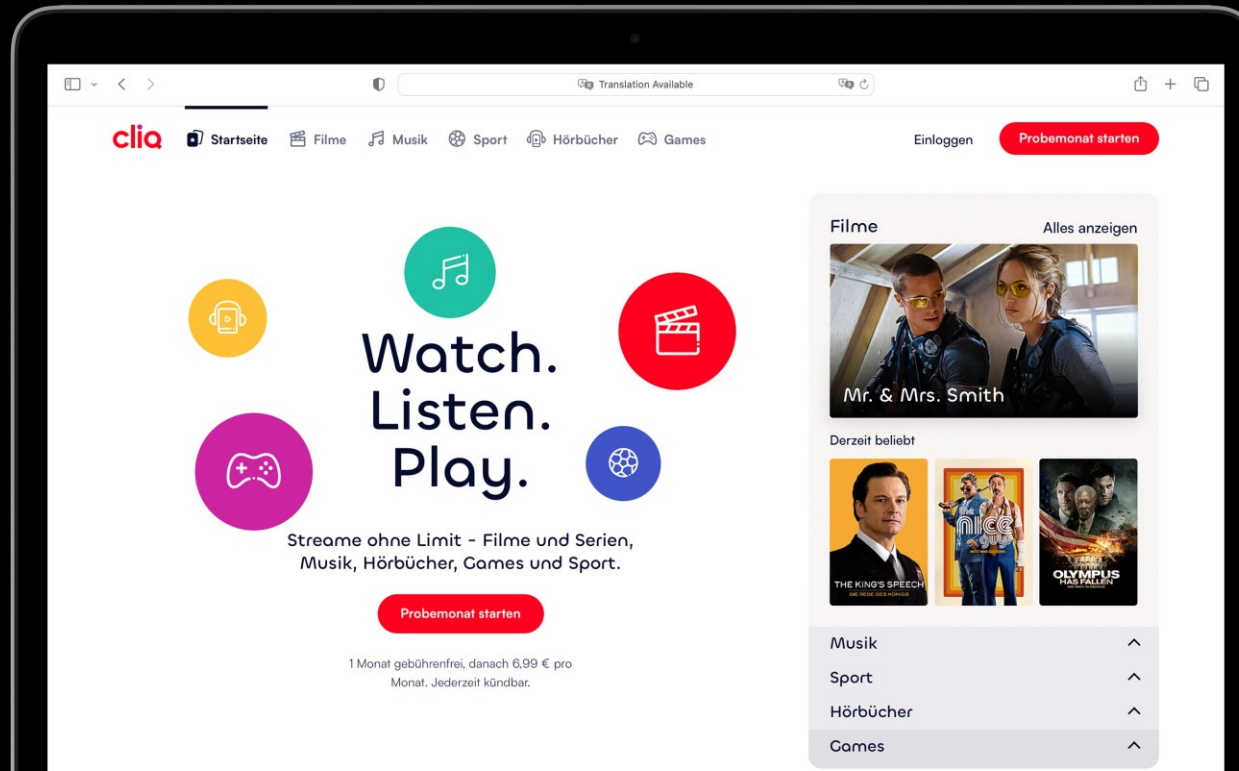 Translation Available
cliq
Startseite
Filme
Musik
Sport
Hörbücher
Games
Einloggen
Probemonat starten
Watch.
Listen.
Play.
Streame ohne Limit - Filme und Serien,
Musik, Hörbücher, Games und Sport.
Probemonat starten
1 Monat gebührenfrei, danach 6,99 € pro
Monat. Jederzeit kündbar.
Filme
Alles anzeigen
Mr. & Mrs. Smith
Derzeit beliebt
THE KING'S SPEECH
DIE REDE DES KÖNIGS
the
nice
guys
OLYMPUS
HAS FALLEN
Musik
Sport
Hörbücher
Games